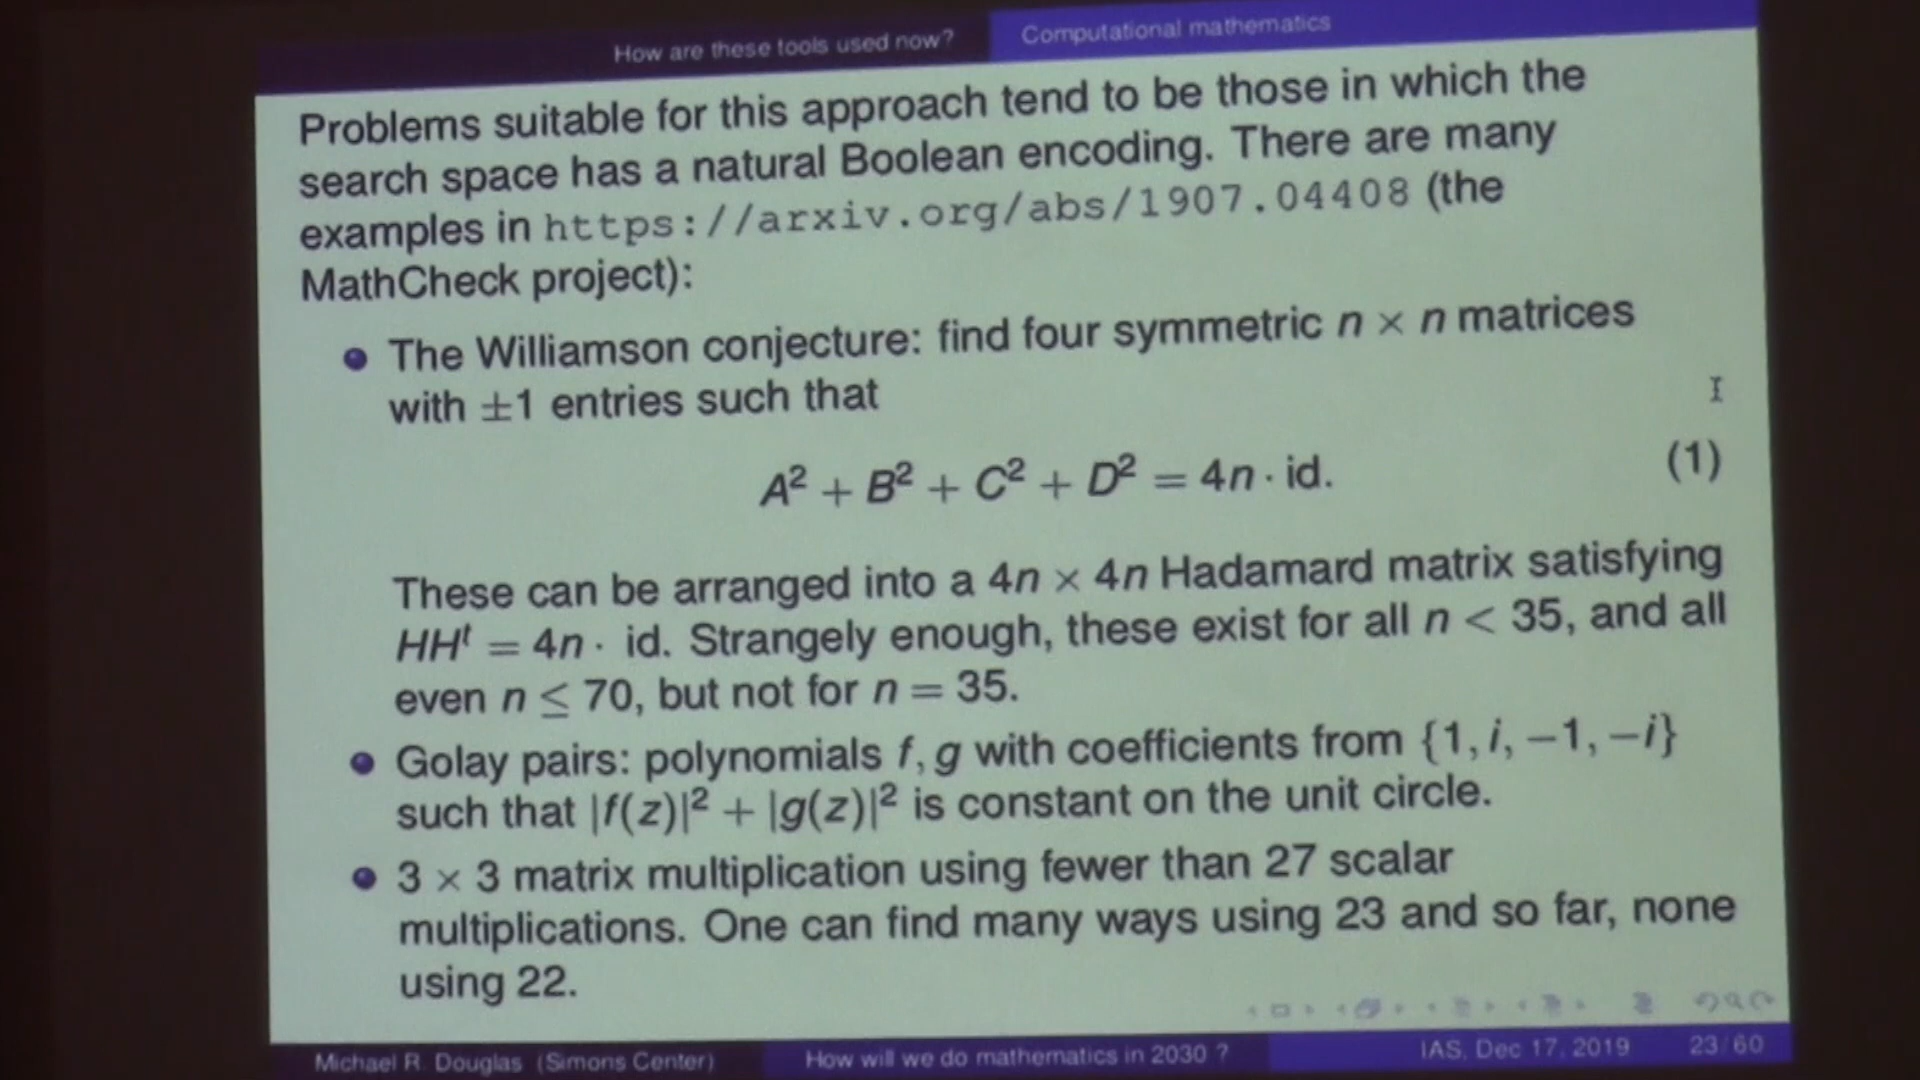 How are these tools used now? Computational mathematics
Problems suitable for this approach tend to be those in which the
search space has a natural Boolean encoding. There are many
examples in https://arxiv.org/abs/1907.04408 (the
MathCheck project):
The Williamson conjecture: find four symmetric n × n matrices
with ±1 entries such that
A² + B² + C² + D² = 4n · id. (1)
These can be arranged into a 4n × 4n Hadamard matrix satisfying
HHᵗ = 4n · id. Strangely enough, these exist for all n < 35, and all
even n ≤ 70, but not for n = 35.
Golay pairs: polynomials f, g with coefficients from {1, i, −1, −i}
such that |f(z)|² + |g(z)|² is constant on the unit circle.
3 × 3 matrix multiplication using fewer than 27 scalar
multiplications. One can find many ways using 23 and so far, none
using 22.
Michael R. Douglas (Simons Center) How will we do mathematics in 2030 ? IAS, Dec 17, 2019 23/60